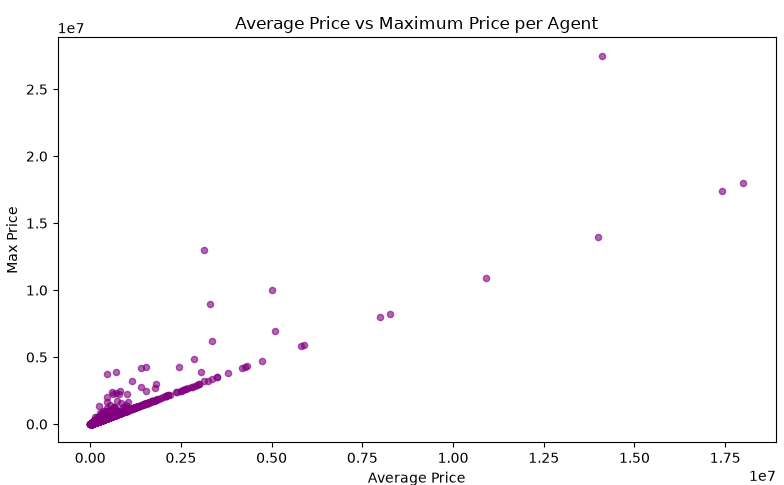 Average Price vs Maximum Price per Agent
1e7
2.5
2.0
1.5
1.0
0.5
0.0
Max Price
0.00 0.25 0.50 0.75 1.00 1.25 1.50 1.75
1e7
Average Price